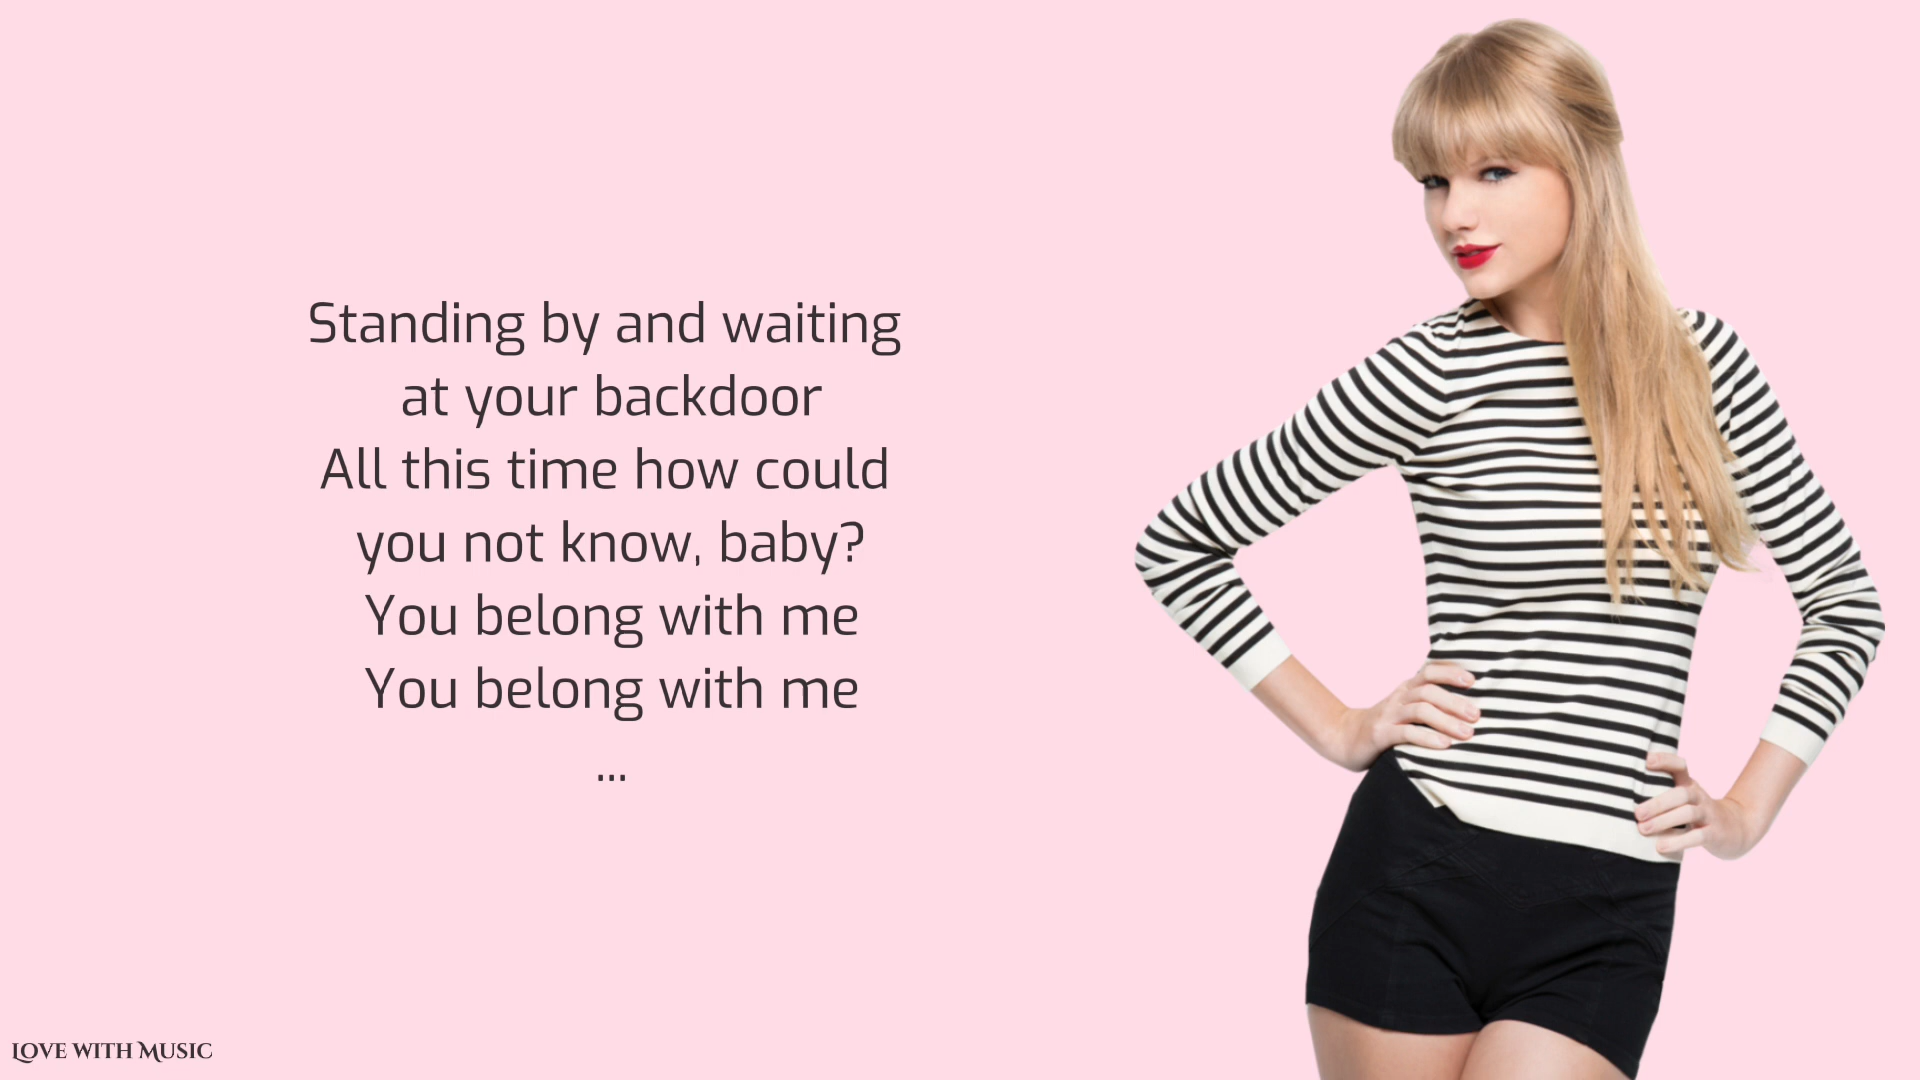 Standing by and waiting
at your backdoor
All this time how could
you not know, baby?
You belong with me
You belong with me
...
LOVE WITH MUSIC